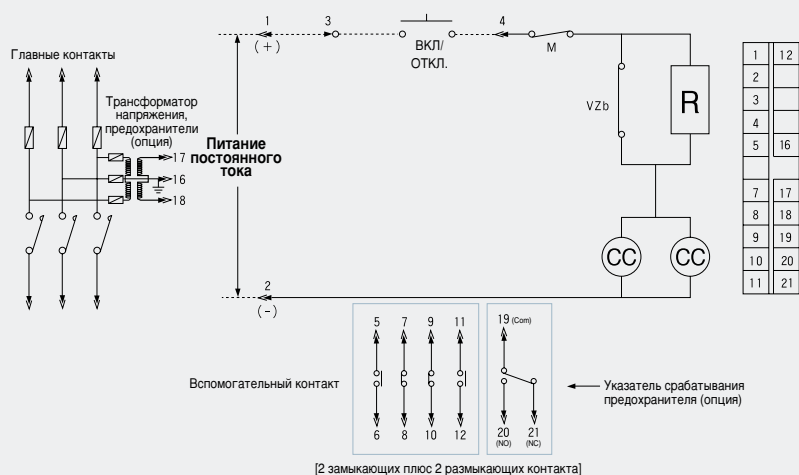 1
3
4
(+)
ВКЛ/
ОТКЛ.
M
Главные контакты
Трансформатор
напряжения,
предохранители
(опция)
17
16
18
Питание
постоянного
тока
VZb
R
CC
CC
2
(-)
1 12
2
3
4
5 16
7 17
8 18
9 19
10 20
11 21
5 7 9 11
6 8 10 12
19 (Com)
20 21
(NO) (NC)
Вспомогательный контакт
Указатель срабатывания
предохранителя (опция)
[2 замыкающих плюс 2 размыкающих контакта]